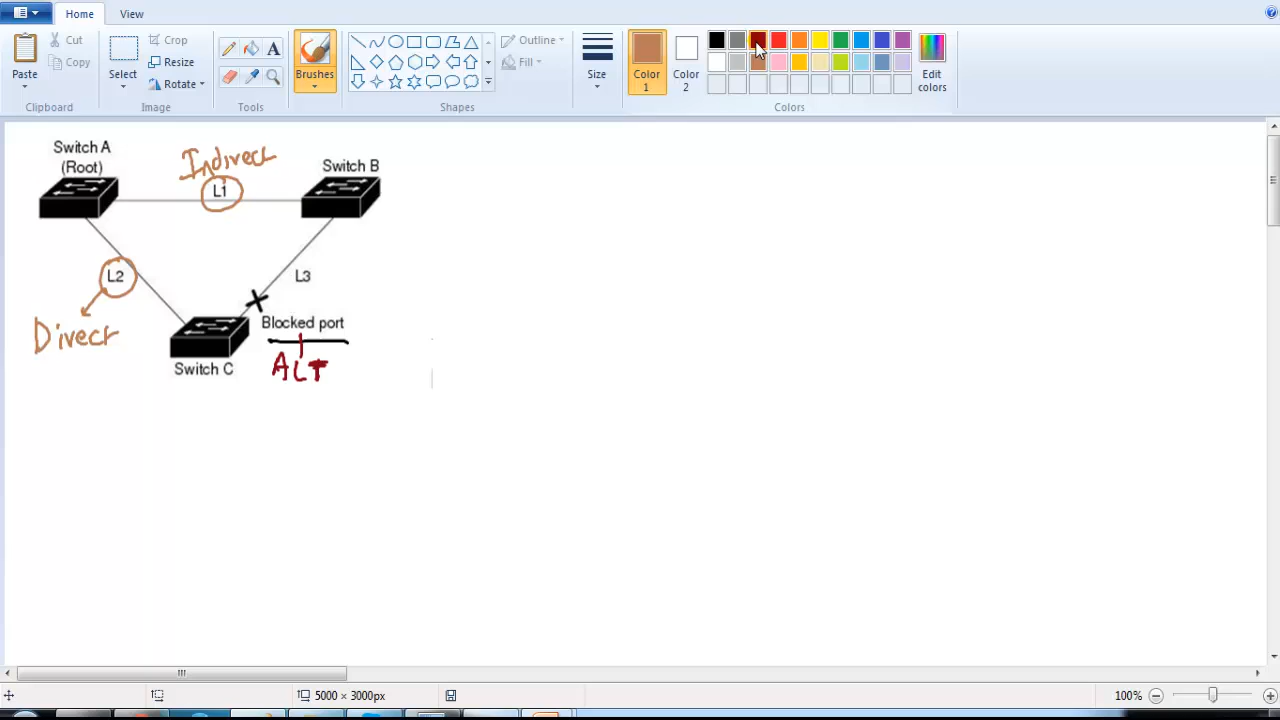 Home
View
Paste
Cut
Copy
Clipboard
Select
Crop
Resize
Rotate
Image
A
Tools
Brushes
Outline
Fill
Shapes
Size
Color
1
Color
2
Edit
colors
Colors
Switch A
(Root)
Indirect
L1
Switch B
L2
L3
Direct
Blocked port
ALT
Switch C
5000 × 3000px
100%